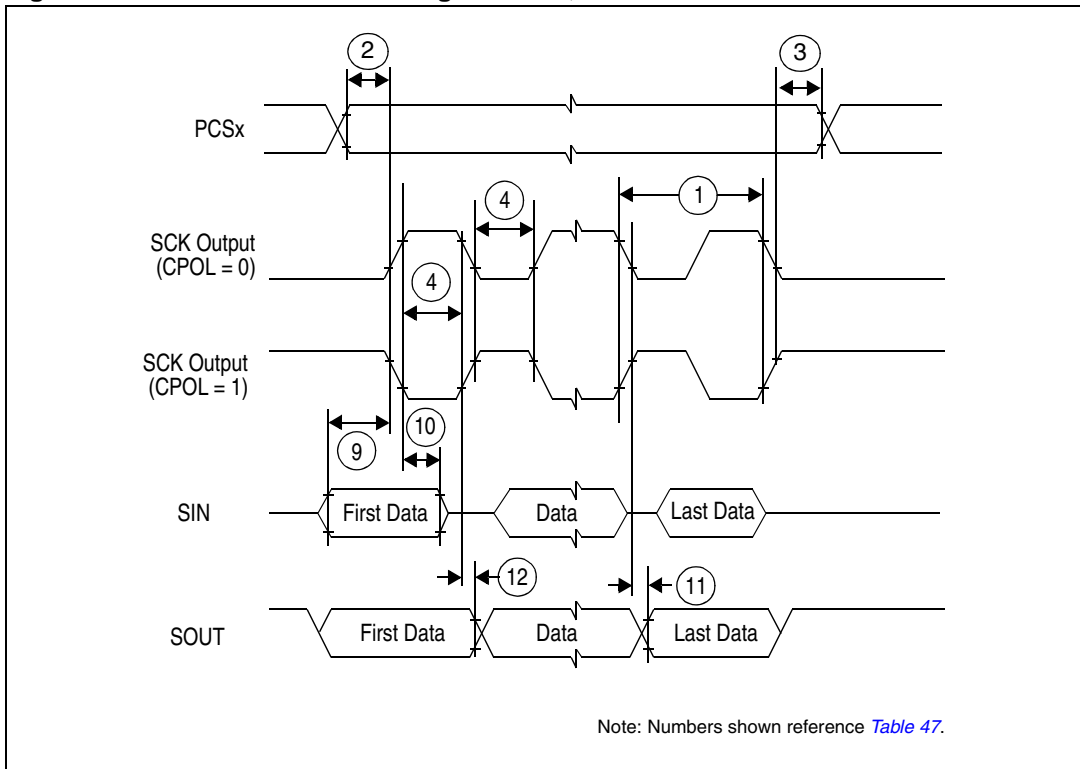 2
3
PCSx
4
1
SCK Output
(CPOL = 0)
4
SCK Output
(CPOL = 1)
9
10
SIN
First Data
Data
Last Data
12
11
SOUT
First Data
Data
Last Data
Note: Numbers shown reference Table 47.